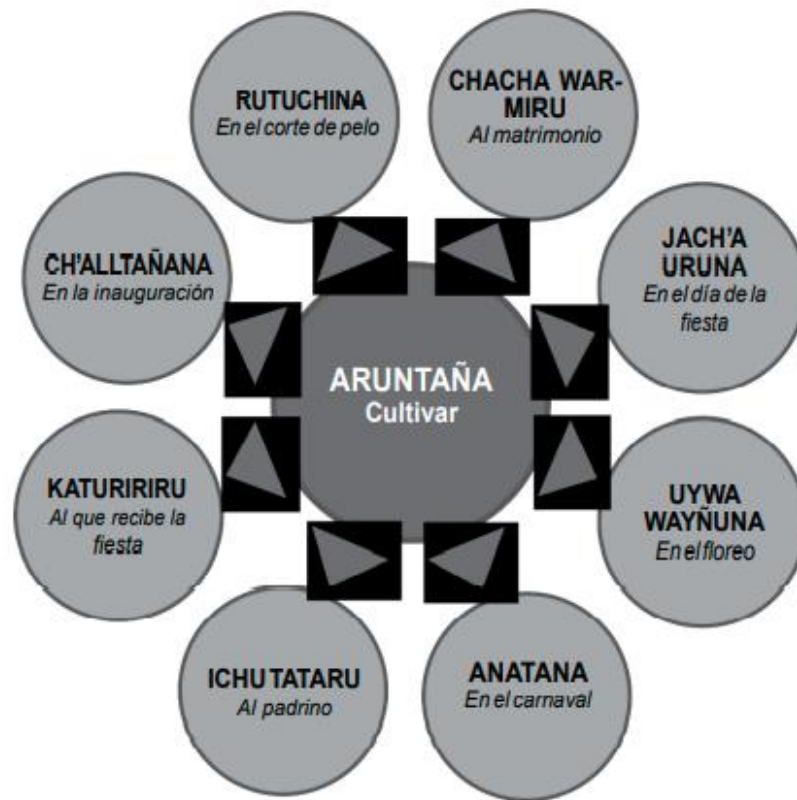 RUTUCHINA
En el corte de pelo
CHACHA WAR-
MIRU
Al matrimonio
CH'ALLTAÑANA
En la inauguración
JACH'A
URUNA
En el día de la
fiesta
ARUNTAÑA
Cultivar
KATURIRIRU
Al que recibe la
fiesta
UYWA
WAYÑUNA
En el floreo
ICHU TATARU
Al padrino
ANATANA
En el carnaval